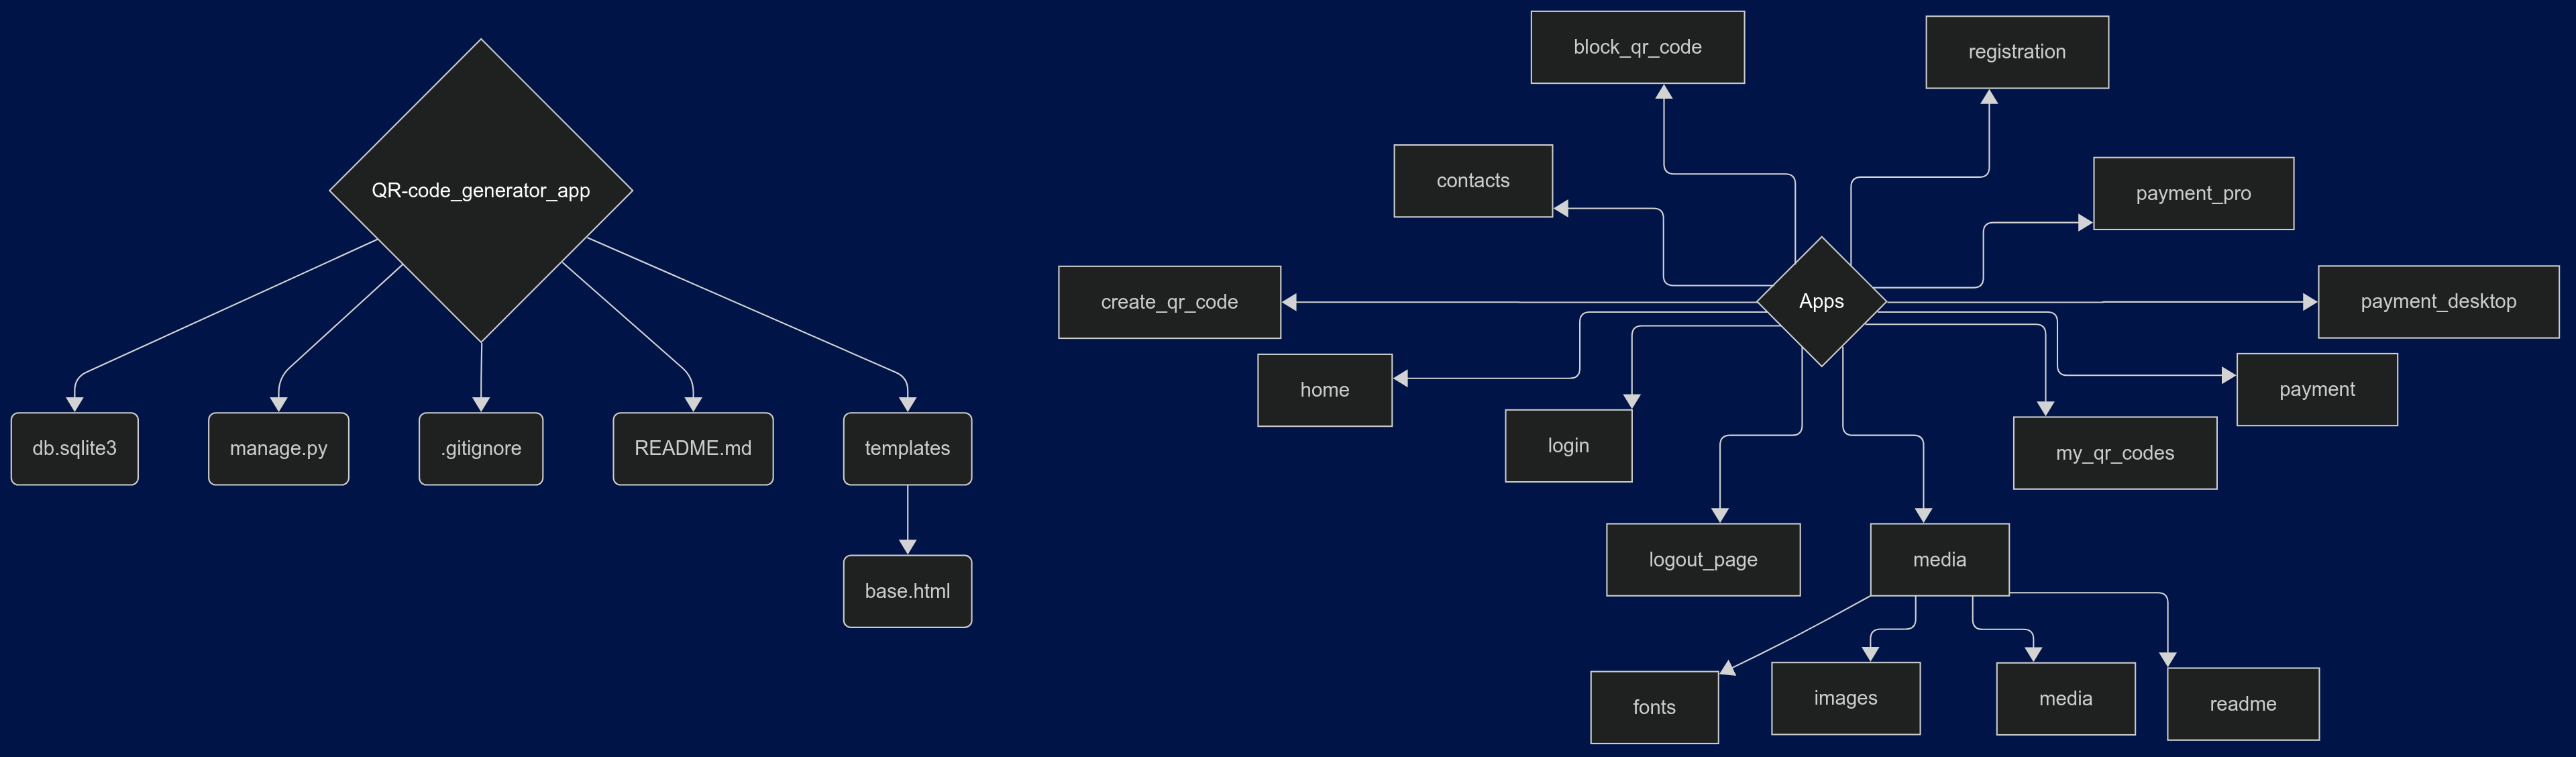 QR-code_generator_app
db.sqlite3
manage.py
.gitignore
README.md
templates
base.html
block_qr_code
registration
contacts
payment_pro
create_qr_code
Apps
payment_desktop
home
payment
login
my_qr_codes
logout_page
media
fonts
images
media
readme